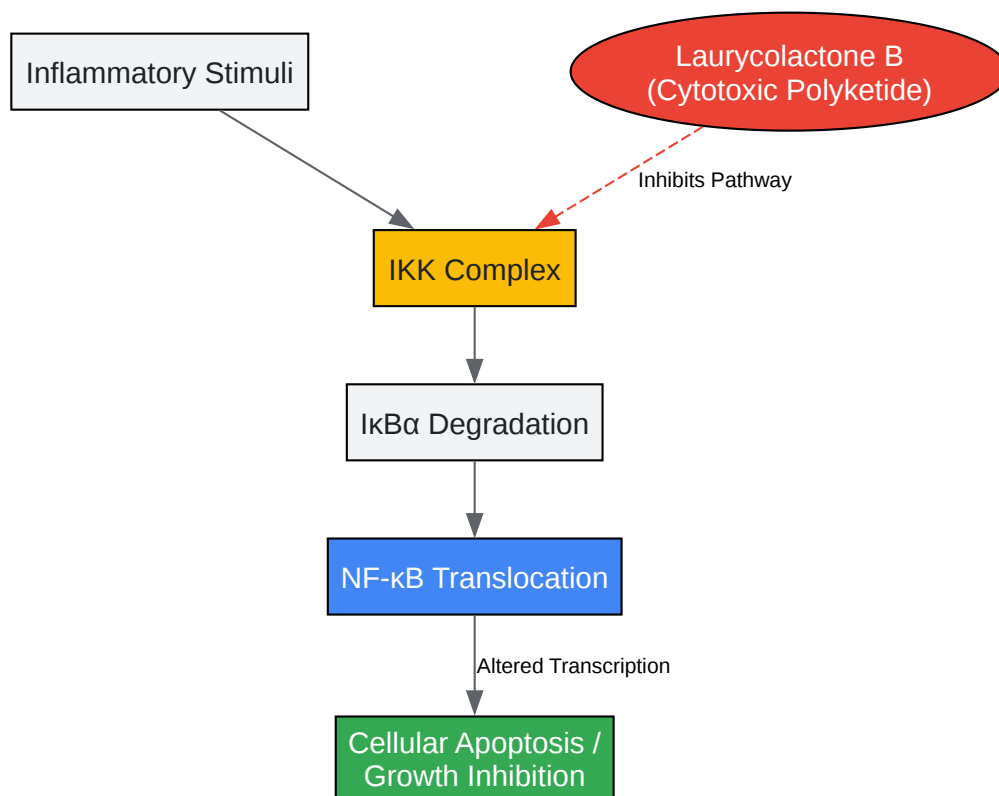 Inflammatory Stimuli
Laurycolactone B
(Cytotoxic Polyketide)
Inhibits Pathway
IKK Complex
IκBα Degradation
NF-κB Translocation
Altered Transcription
Cellular Apoptosis /
Growth Inhibition